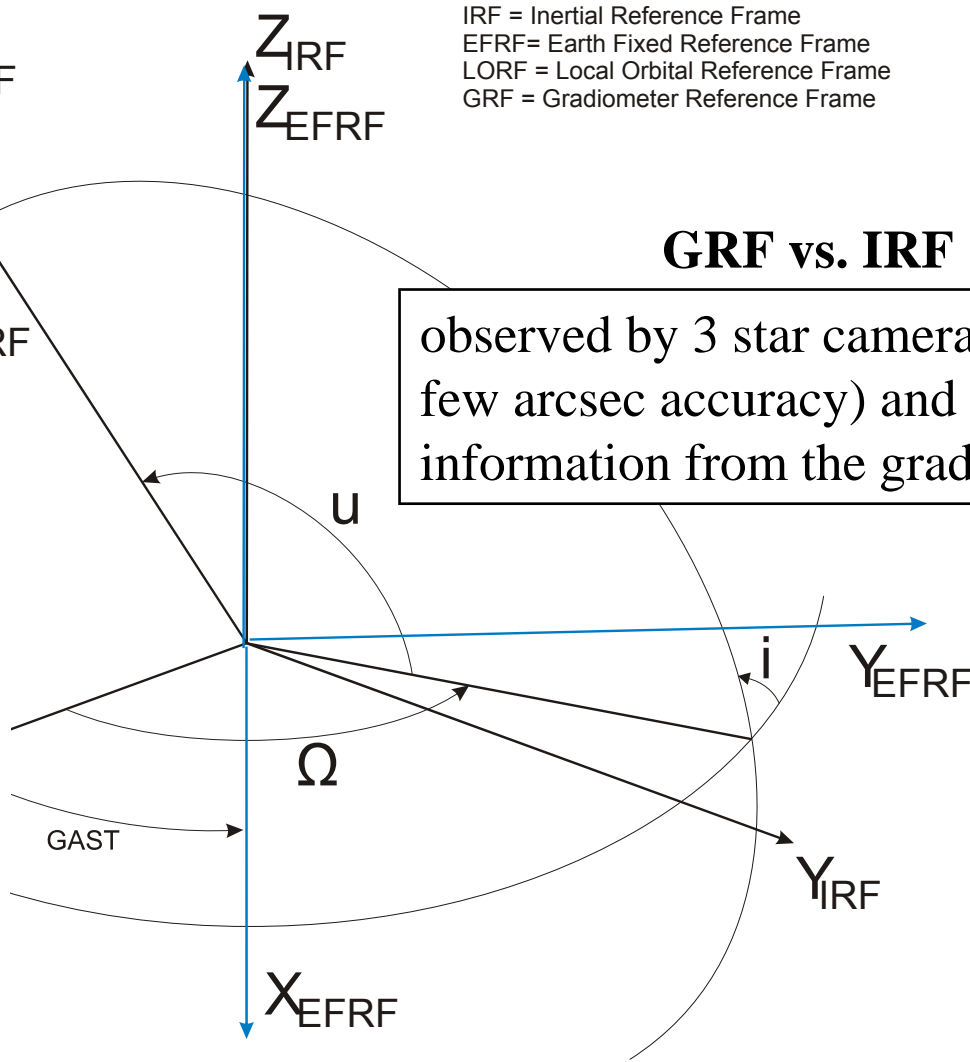 IRF = Inertial Reference Frame
EFRF= Earth Fixed Reference Frame
LORF = Local Orbital Reference Frame
GRF = Gradiometer Reference Frame
Z_IRF
Z_EFRF
F
GRF vs. IRF
RF
observed by 3 star camera
few arcsec accuracy) and
information from the grad
u
i
Y_EFRF
Ω
GAST
Y_IRF
X_EFRF